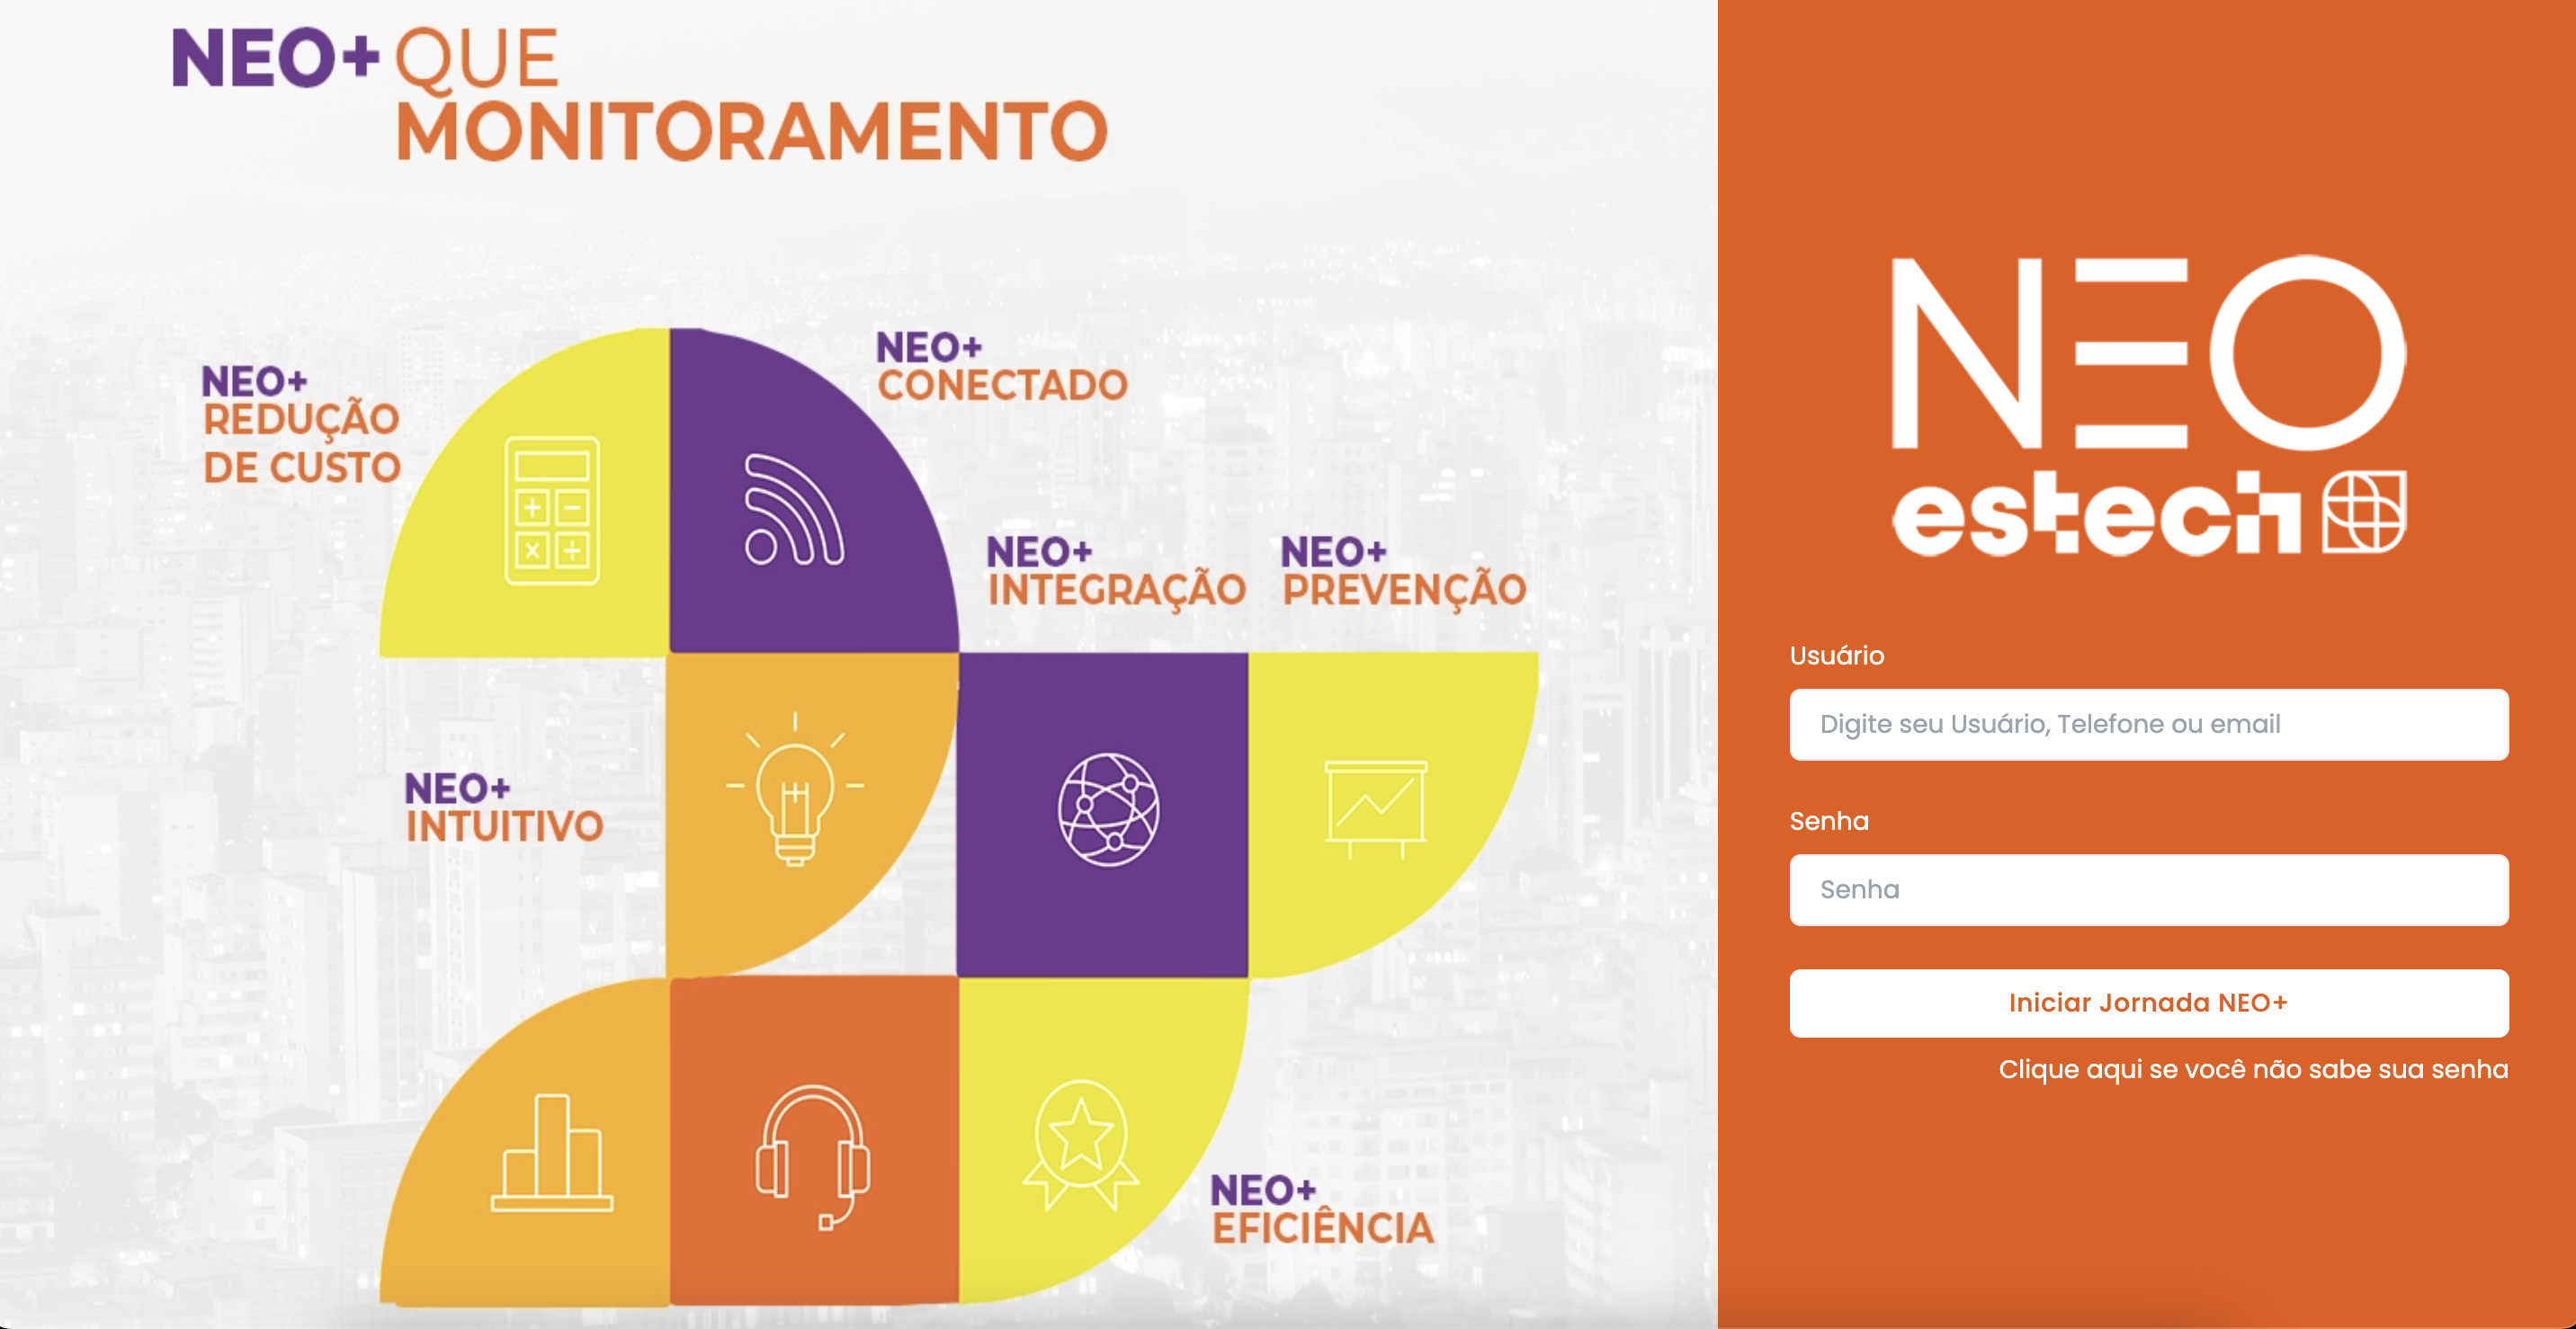 NEO+ QUE
MONITORAMENTO
NEO+
REDUÇÃO
DE CUSTO
NEO+
CONECTADO
NEO+
INTEGRAÇÃO
NEO+
PREVENÇÃO
NEO+
INTUITIVO
NEO+
EFICIÊNCIA
NEO
estech
Usuário
Digite seu Usuário, Telefone ou email
Senha
Senha
Iniciar Jornada NEO+
Clique aqui se você não sabe sua senha